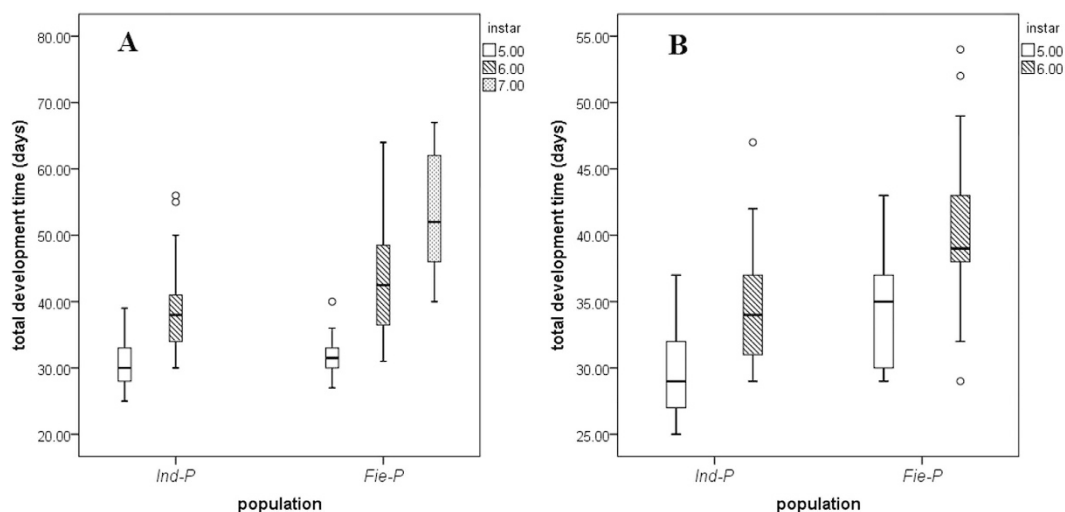 A
total development time (days)
80.00
70.00
60.00
50.00
40.00
30.00
20.00
Ind-P
Fie-P
population
instar
5.00
6.00
7.00
B
total development time (days)
55.00
50.00
45.00
40.00
35.00
30.00
25.00
Ind-P
Fie-P
population
instar
5.00
6.00